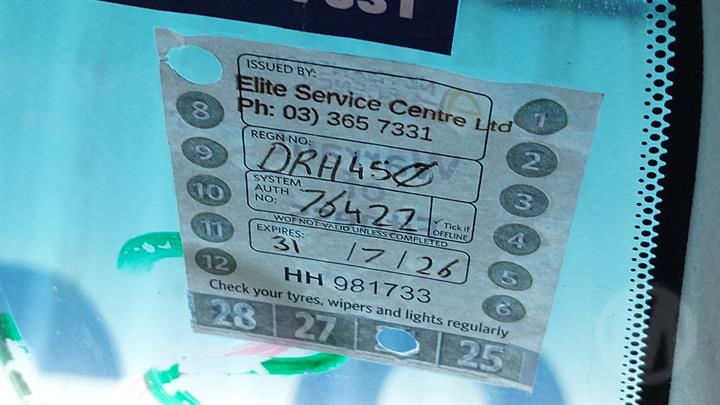 ISSUED BY:
Elite Service Centre Ltd
Ph: 03) 365 7331
REGN NO:
DRH450
SYSTEM AUTH NO: 76422
✓ Tick if OFFLINE
WOF NOT VALID UNLESS COMPLETED
EXPIRES:
31 / 7 / 26
HH 981733
Check your tyres, wipers and lights regularly
8
9
10
11
12
1
2
3
4
5
6
28 27 25